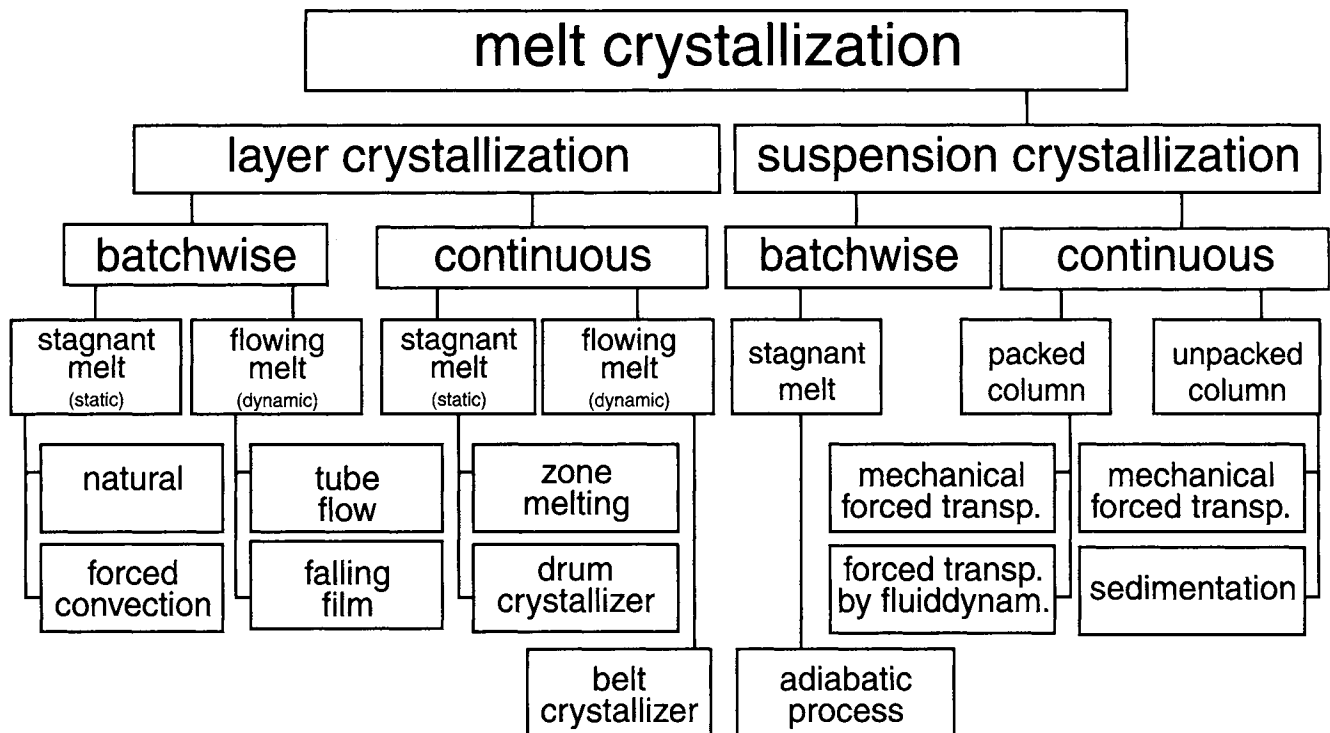 melt crystallization
layer crystallization
suspension crystallization
batchwise
continuous
batchwise
continuous
stagnant
melt
(static)
flowing
melt
(dynamic)
stagnant
melt
(static)
flowing
melt
(dynamic)
stagnant
melt
packed
column
unpacked
column
natural
tube
flow
zone
melting
mechanical
forced transp.
mechanical
forced transp.
forced
convection
falling
film
drum
crystallizer
forced transp.
by fluiddynam.
sedimentation
belt
crystallizer
adiabatic
process